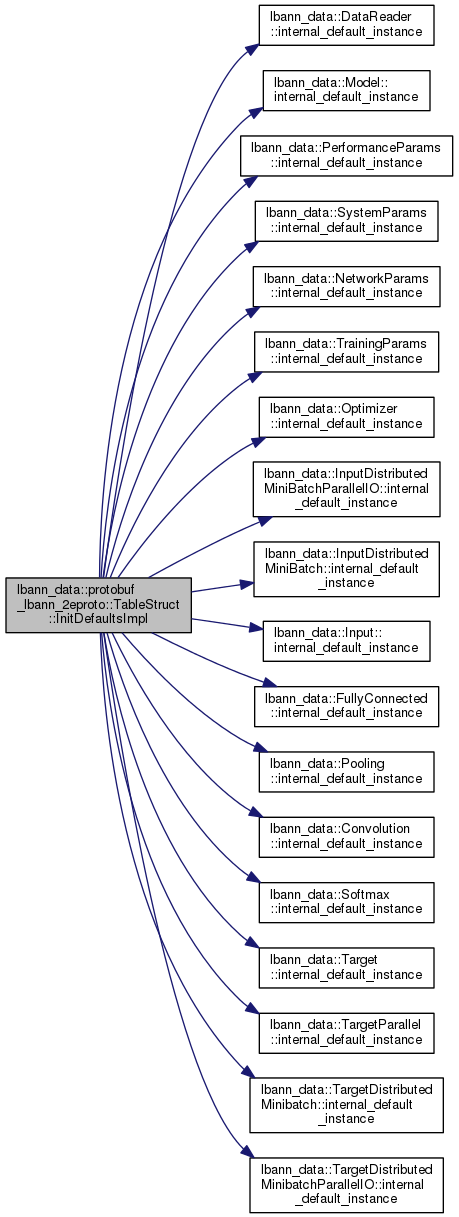 lbann_data::DataReader
::internal_default_instance
lbann_data::Model::
internal_default_instance
lbann_data::PerformanceParams
::internal_default_instance
lbann_data::SystemParams
::internal_default_instance
lbann_data::NetworkParams
::internal_default_instance
lbann_data::TrainingParams
::internal_default_instance
lbann_data::Optimizer
::internal_default_instance
lbann_data::InputDistributed
MiniBatchParallelIO::internal
_default_instance
lbann_data::InputDistributed
MiniBatch::internal_default
_instance
lbann_data::protobuf
_lbann_2eproto::TableStruct
::InitDefaultsImpl
lbann_data::Input::
internal_default_instance
lbann_data::FullyConnected
::internal_default_instance
lbann_data::Pooling
::internal_default_instance
lbann_data::Convolution
::internal_default_instance
lbann_data::Softmax
::internal_default_instance
lbann_data::Target
::internal_default_instance
lbann_data::TargetParallel
::internal_default_instance
lbann_data::TargetDistributed
Minibatch::internal_default
_instance
lbann_data::TargetDistributed
MinibatchParallelIO::internal
_default_instance